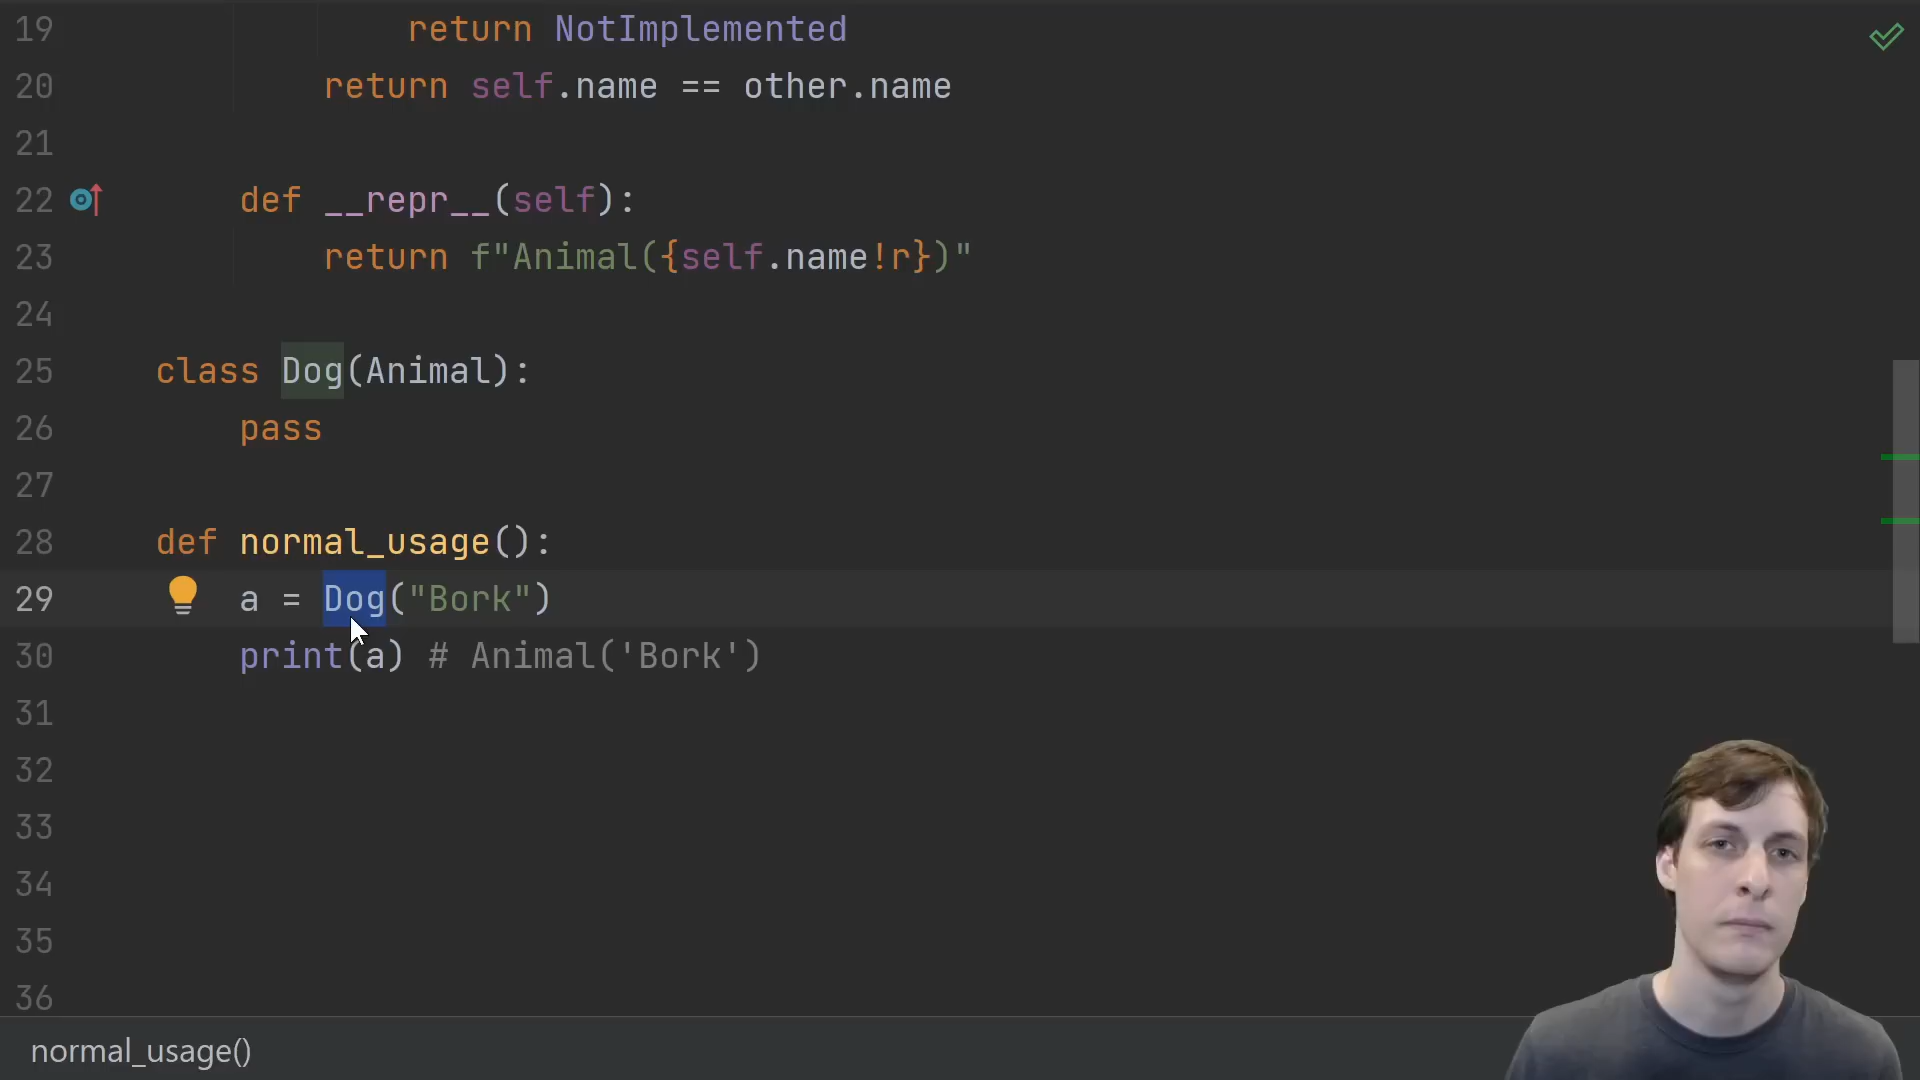 19 return NotImplemented
20 return self.name == other.name
21
22 def __repr__(self):
23 return f"Animal({self.name!r})"
24
25 class Dog(Animal):
26 pass
27
28 def normal_usage():
29 a = Dog("Bork")
30 print(a) # Animal('Bork')
31
32
33
34
35
36
normal_usage()